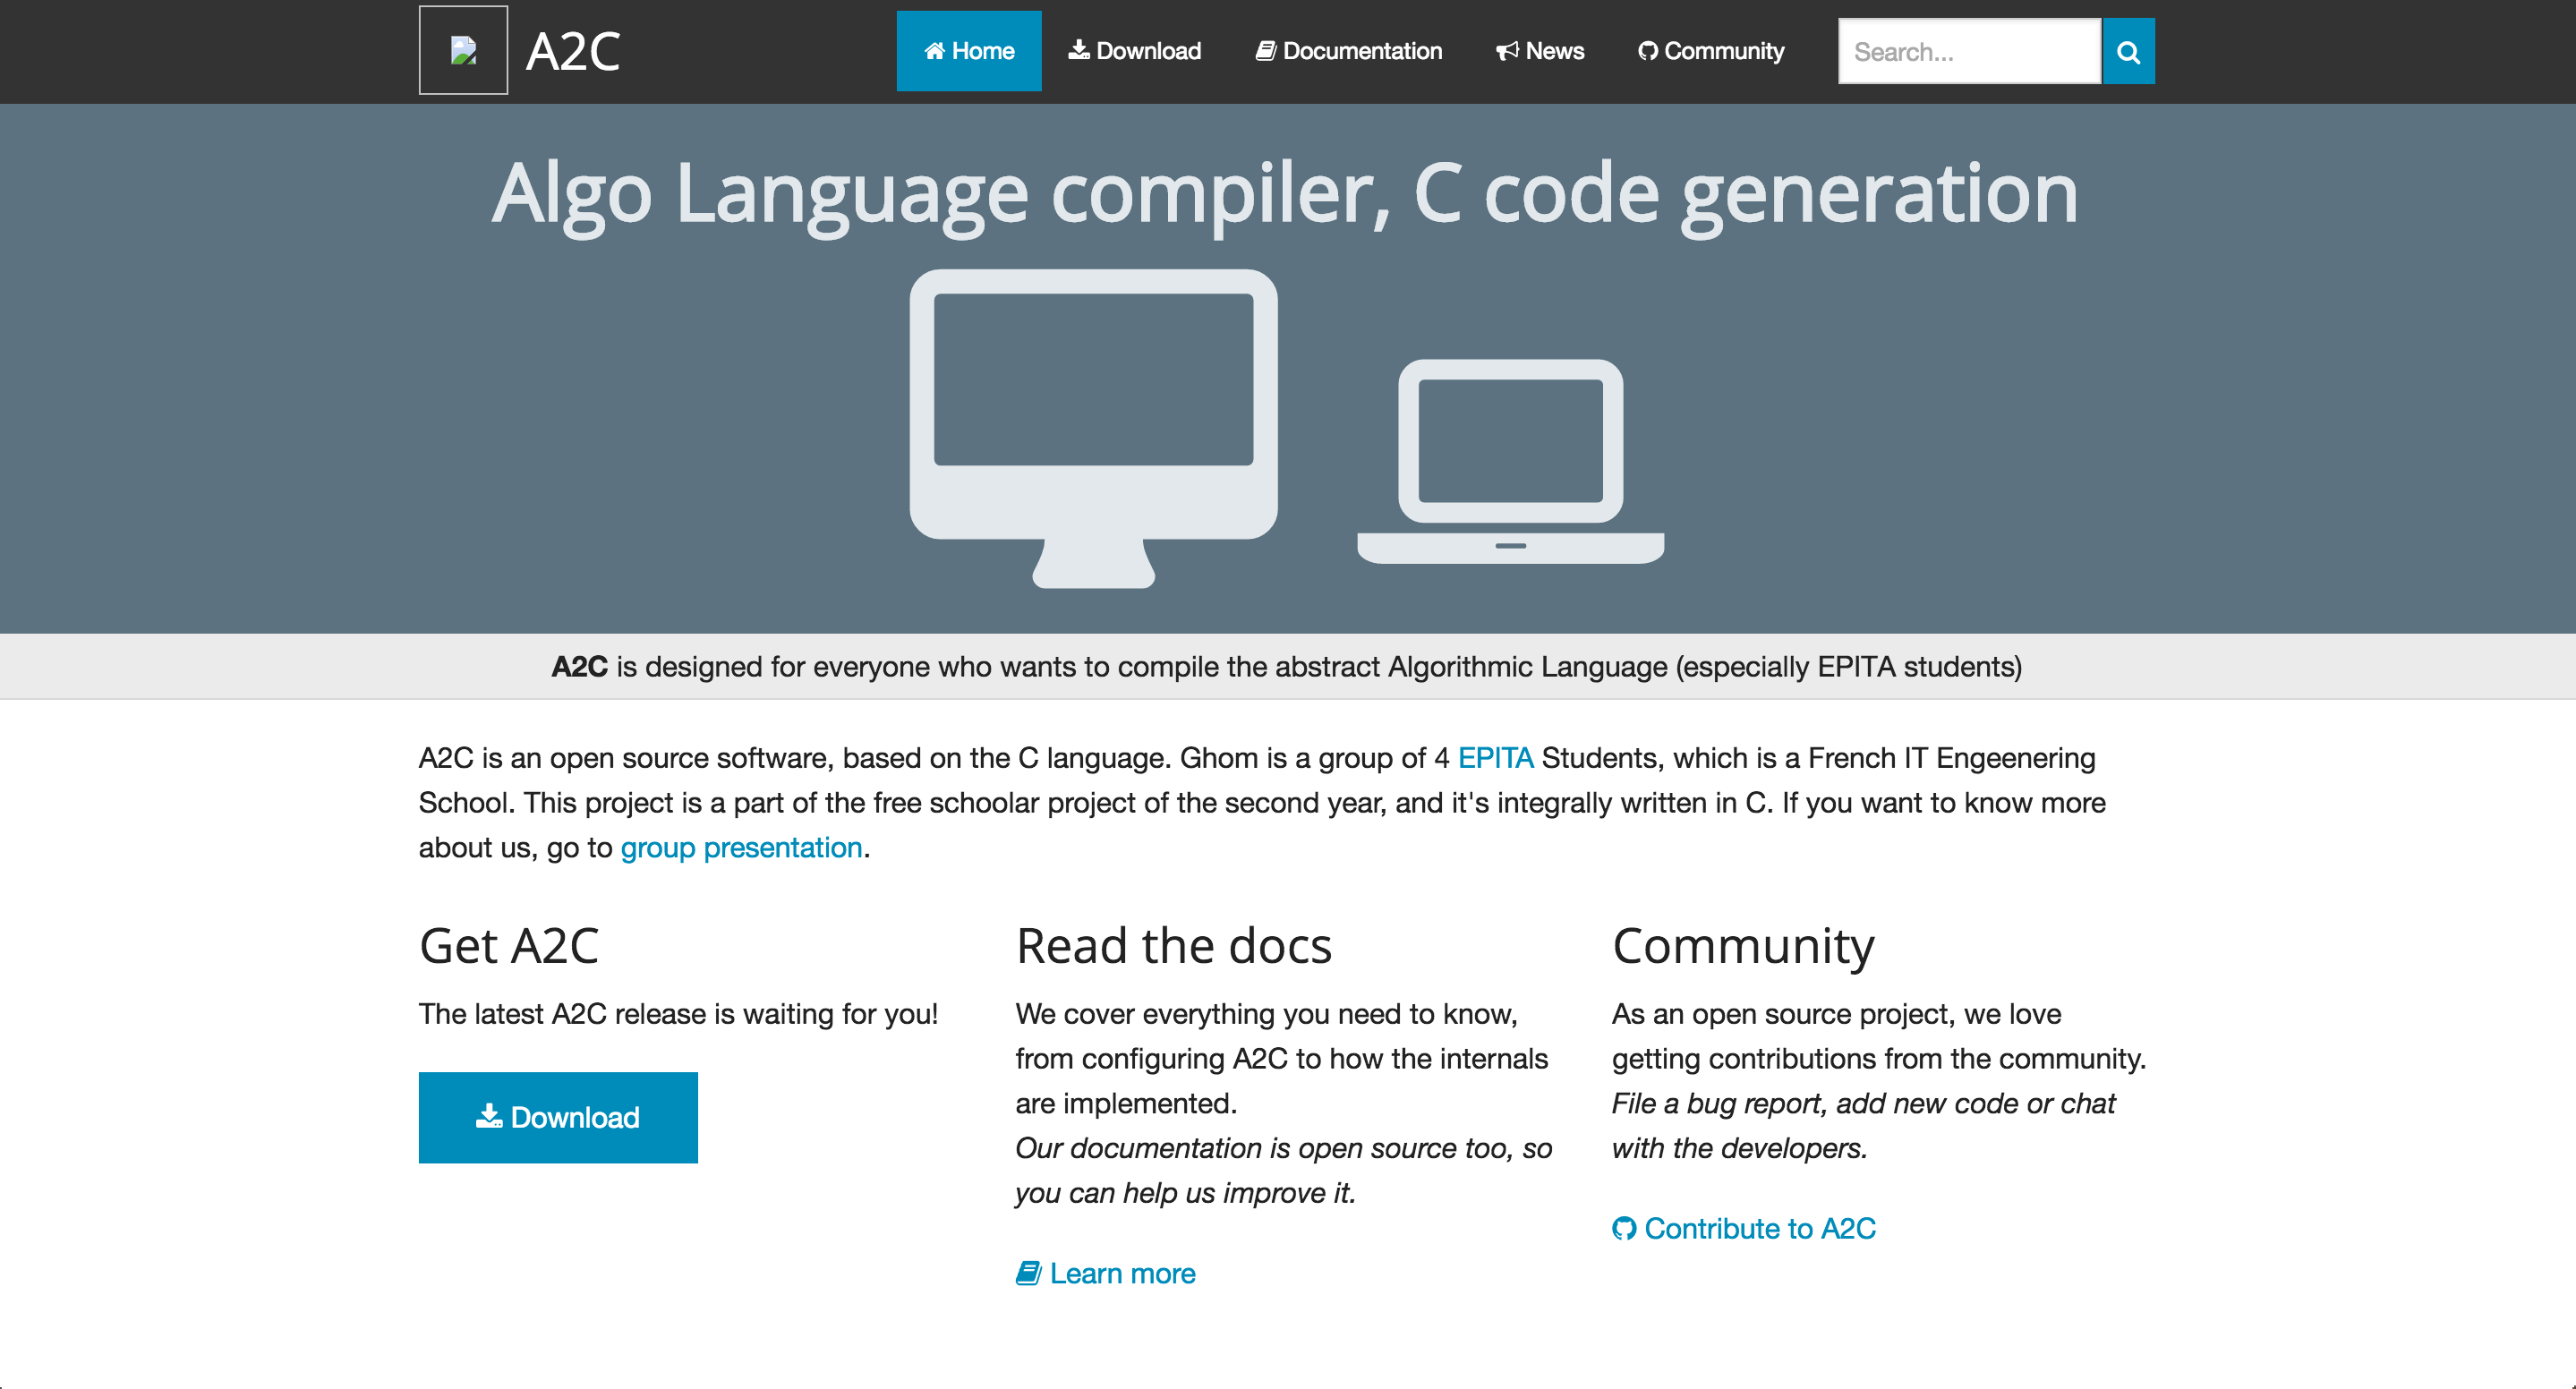 A2C
Home
Download
Documentation
News
Community
Search...
Algo Language compiler, C code generation
A2C is designed for everyone who wants to compile the abstract Algorithmic Language (especially EPITA students)
A2C is an open source software, based on the C language. Ghom is a group of 4 EPITA Students, which is a French IT Engeenering
School. This project is a part of the free schoolar project of the second year, and it's integrally written in C. If you want to know more
about us, go to group presentation.
Get A2C
The latest A2C release is waiting for you!
Download
Read the docs
We cover everything you need to know,
from configuring A2C to how the internals
are implemented.
Our documentation is open source too, so
you can help us improve it.
Learn more
Community
As an open source project, we love
getting contributions from the community.
File a bug report, add new code or chat
with the developers.
Contribute to A2C